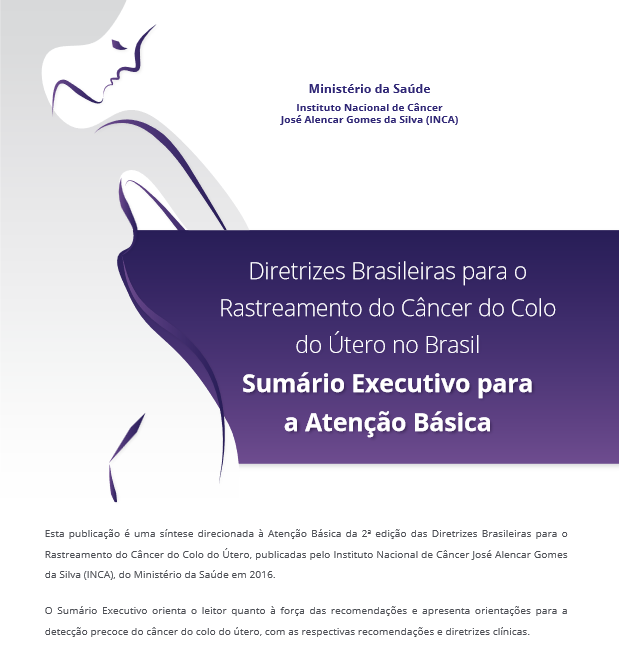 Ministério da Saúde
Instituto Nacional de Câncer
José Alencar Gomes da Silva (INCA)
Diretrizes Brasileiras para o
Rastreamento do Câncer do Colo
do Útero no Brasil
Sumário Executivo para
a Atenção Básica
Esta publicação é uma síntese direcionada à Atenção Básica da 2ª edição das Diretrizes Brasileiras para o
Rastreamento do Câncer do Colo do Útero, publicadas pelo Instituto Nacional de Câncer José Alencar Gomes
da Silva (INCA), do Ministério da Saúde em 2016.
O Sumário Executivo orienta o leitor quanto à força das recomendações e apresenta orientações para a
detecção precoce do câncer do colo do útero, com as respectivas recomendações e diretrizes clínicas.